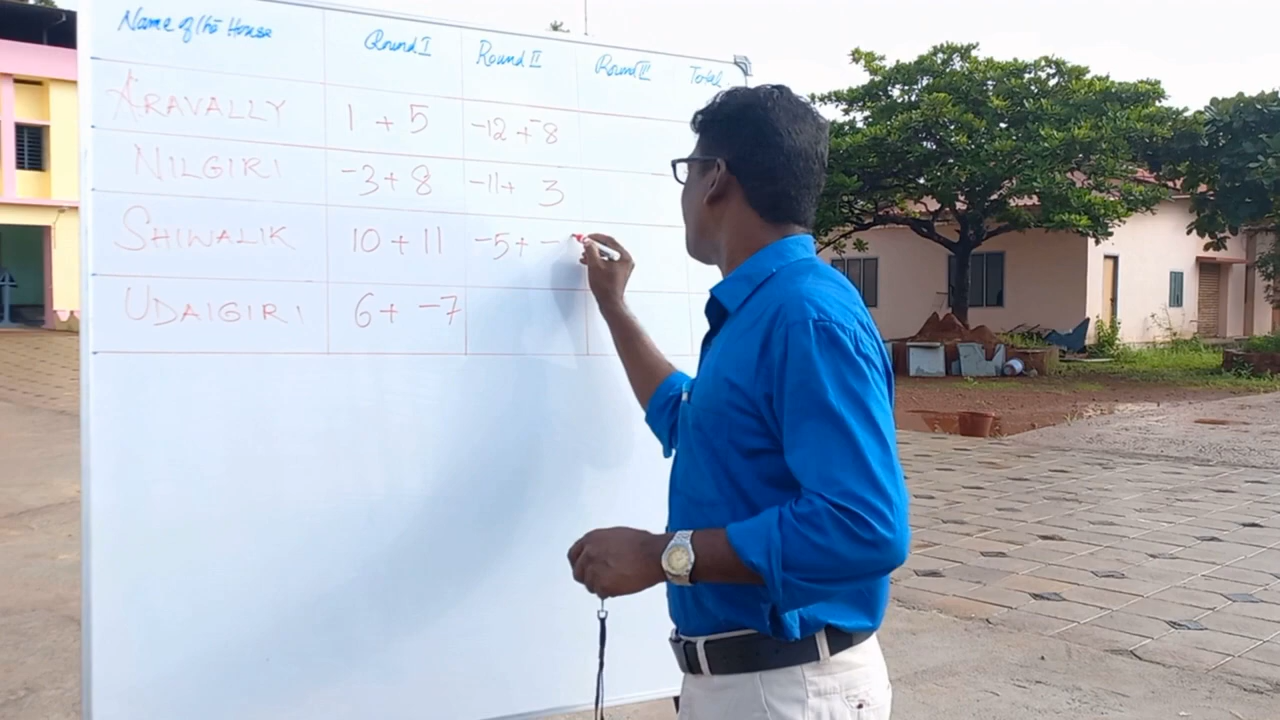 Name of the House Round I Round II Round III Total
ARAVALLY 1 + 5 -12 + -8
NILGIRI -3 + 8 -11 + 3
SHIWALIK 10 + 11 -5 + -
UDAIGIRI 6 + -7